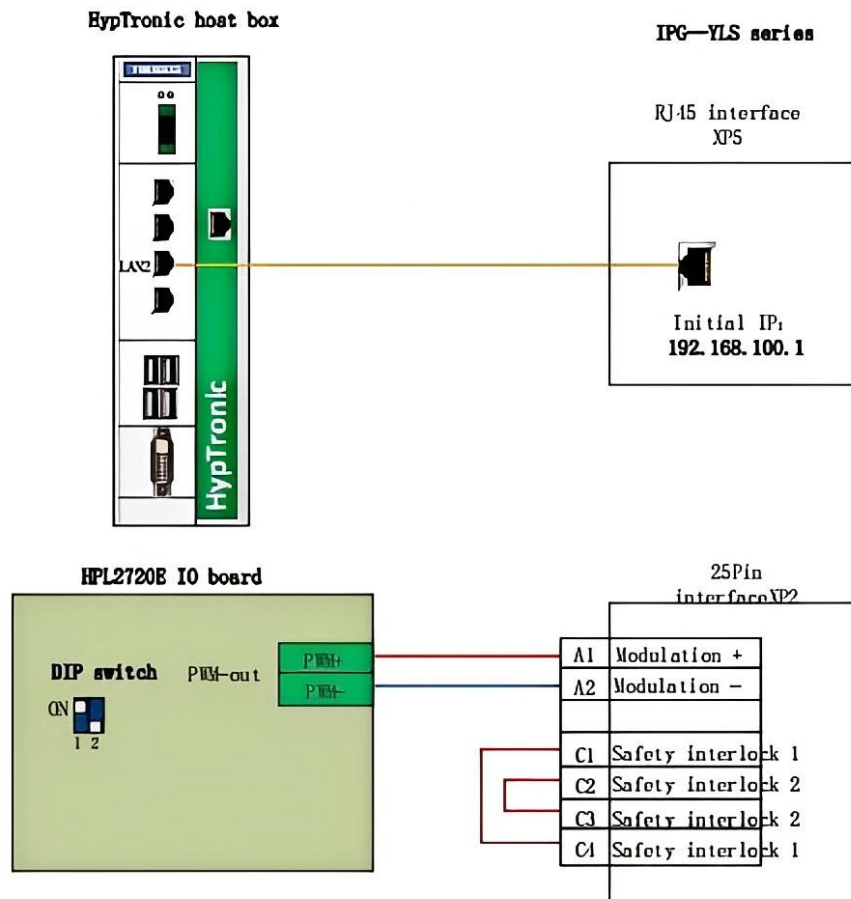 HypTronic host box
IPG—YLS series
RJ45 interface
XP5
LAN2
Initial IP:
192.168.100.1
HypTronic
HPL2720E IO board
25Pin
interfaceXP2
DIP switch
ON
1 2
PWM-out
PWM+
PWM-
A1 Modulation +
A2 Modulation -
C1 Safety interlock 1
C2 Safety interlock 2
C3 Safety interlock 2
C4 Safety interlock 1